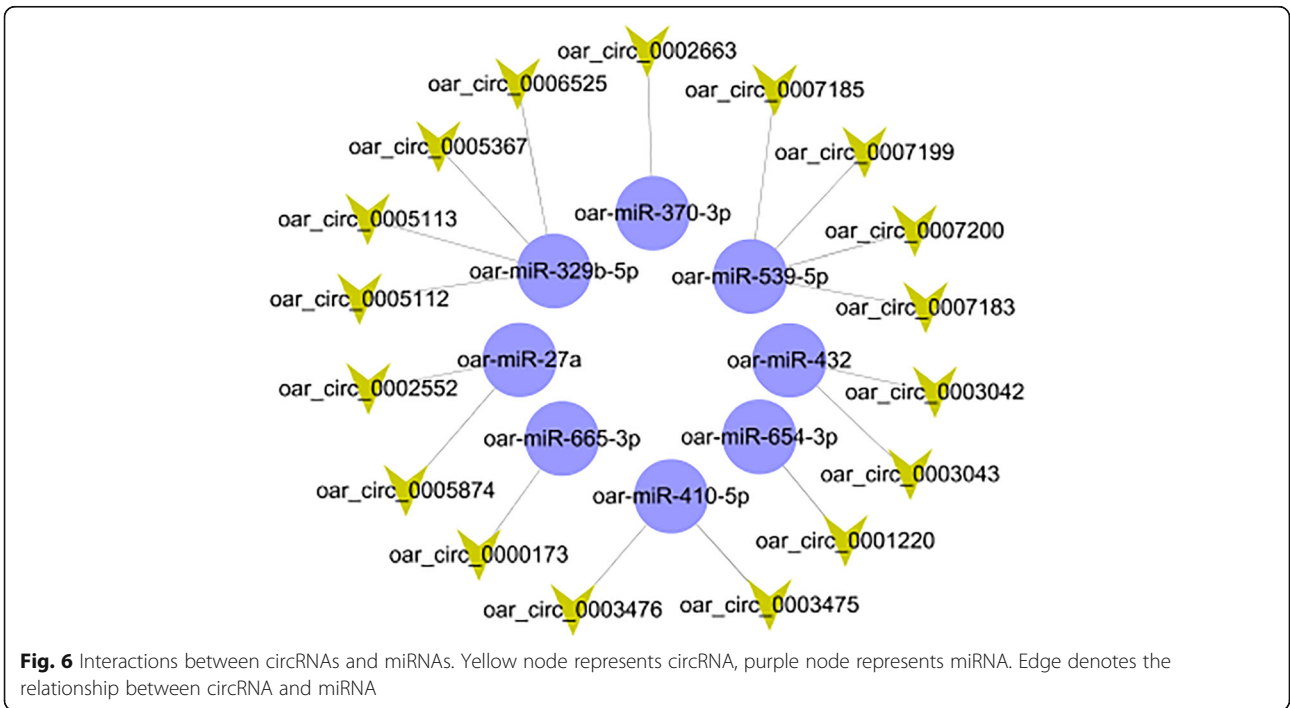 oar_circ_0002663
oar_circ_0006525
oar_circ_0007185
oar_circ_0005367
oar_circ_0007199
oar-miR-370-3p
oar_circ_0005113
oar_circ_0007200
oar-miR-329b-5p
oar-miR-539-5p
oar_circ_0005112
oar_circ_0007183
oar-miR-27a
oar-miR-432
oar_circ_0002552
oar_circ_0003042
oar-miR-665-3p
oar-miR-654-3p
oar_circ_0003043
oar_circ_0005874
oar-miR-410-5p
oar_circ_0001220
oar_circ_0000173
oar_circ_0003476
oar_circ_0003475
Fig. 6 Interactions between circRNAs and miRNAs. Yellow node represents circRNA, purple node represents miRNA. Edge denotes the
relationship between circRNA and miRNA